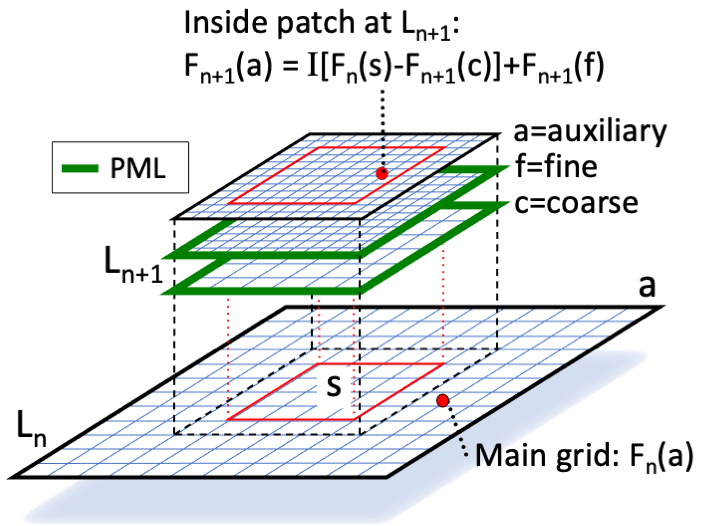 Inside patch at Lₙ₊₁:
Fₙ₊₁(a) = I[Fₙ(s)-Fₙ₊₁(c)]+Fₙ₊₁(f)
a=auxiliary
PML
f=fine
c=coarse
Lₙ₊₁
a
s
Lₙ
Main grid: Fₙ(a)